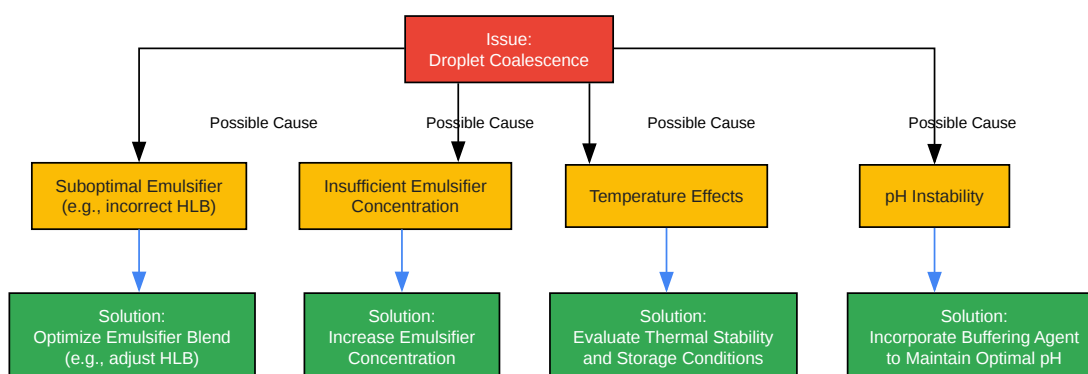 Issue:
Droplet Coalescence
Possible Cause
Possible Cause
Possible Cause
Possible Cause
Suboptimal Emulsifier
(e.g., incorrect HLB)
Insufficient Emulsifier
Concentration
Temperature Effects
pH Instability
Solution:
Optimize Emulsifier Blend
(e.g., adjust HLB)
Solution:
Increase Emulsifier
Concentration
Solution:
Evaluate Thermal Stability
and Storage Conditions
Solution:
Incorporate Buffering Agent
to Maintain Optimal pH